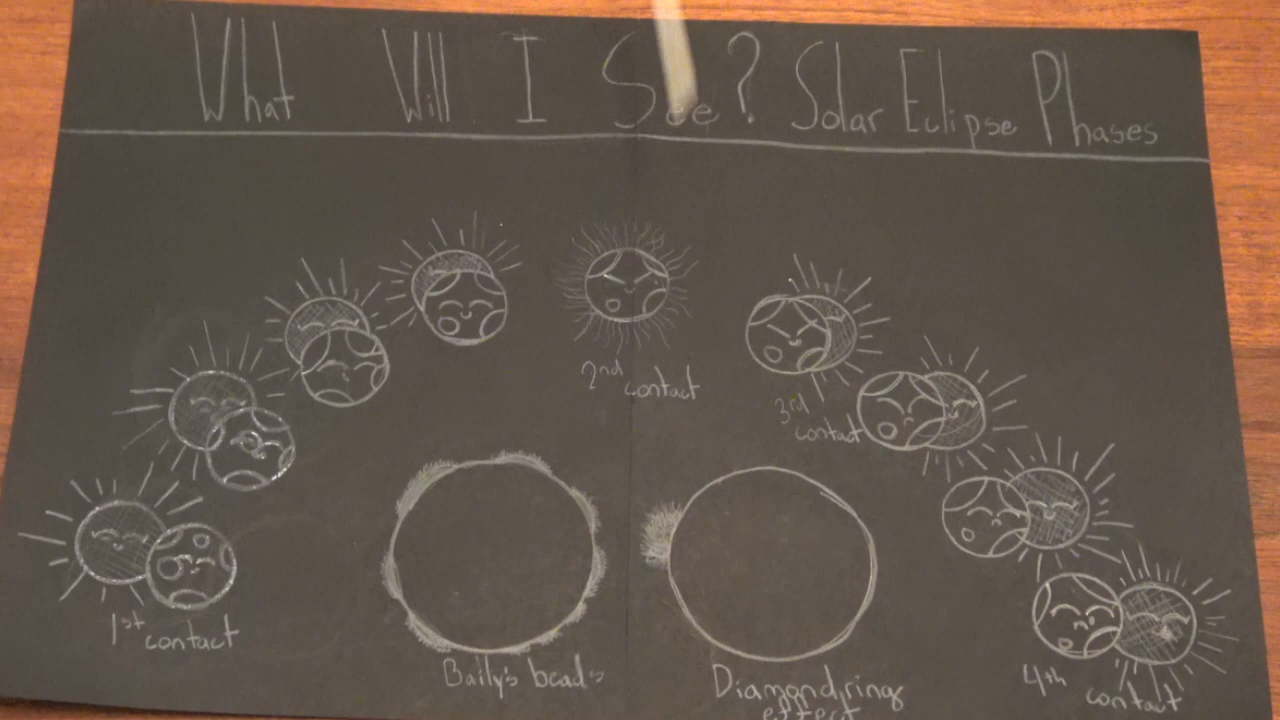 What Will I See? Solar Eclipse Phases
2nd contact
3rd
contact
1st contact
Baily's beads
Diamond ring
effect
4th contact